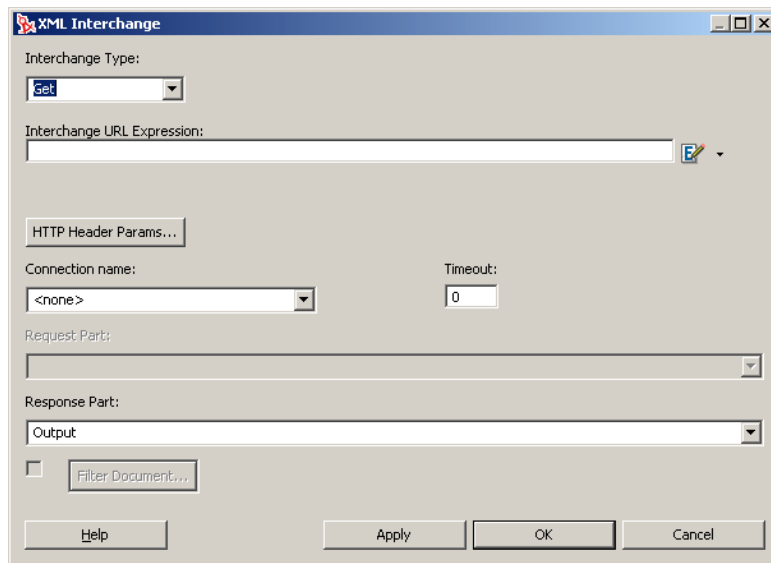 XML Interchange
Interchange Type:
Get
Interchange URL Expression:
HTTP Header Params...
Connection name: Timeout:
<none> 0
Request Part:
Response Part:
Output
Filter Document...
Help Apply OK Cancel